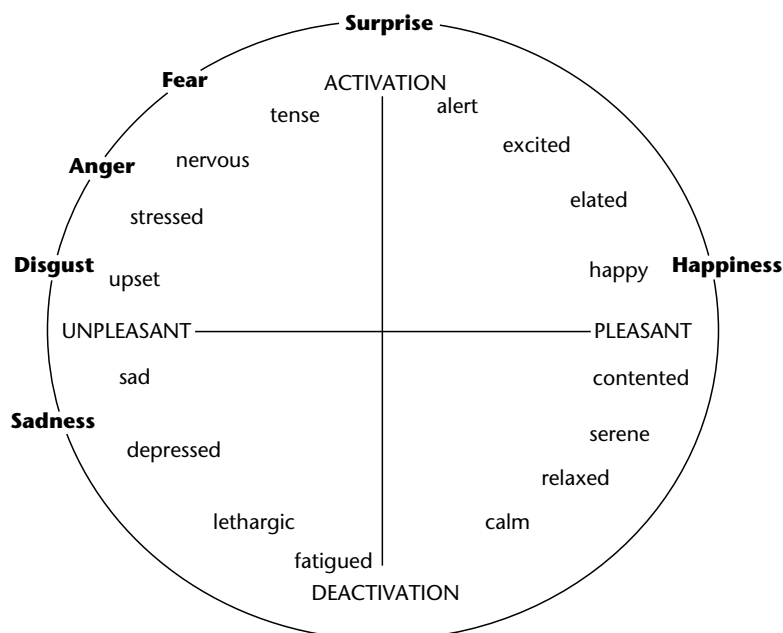 Surprise
Fear
ACTIVATION
tense
alert
excited
nervous
Anger
elated
stressed
Disgust
upset
happy
Happiness
UNPLEASANT
PLEASANT
sad
contented
Sadness
serene
depressed
relaxed
lethargic
calm
fatigued
DEACTIVATION